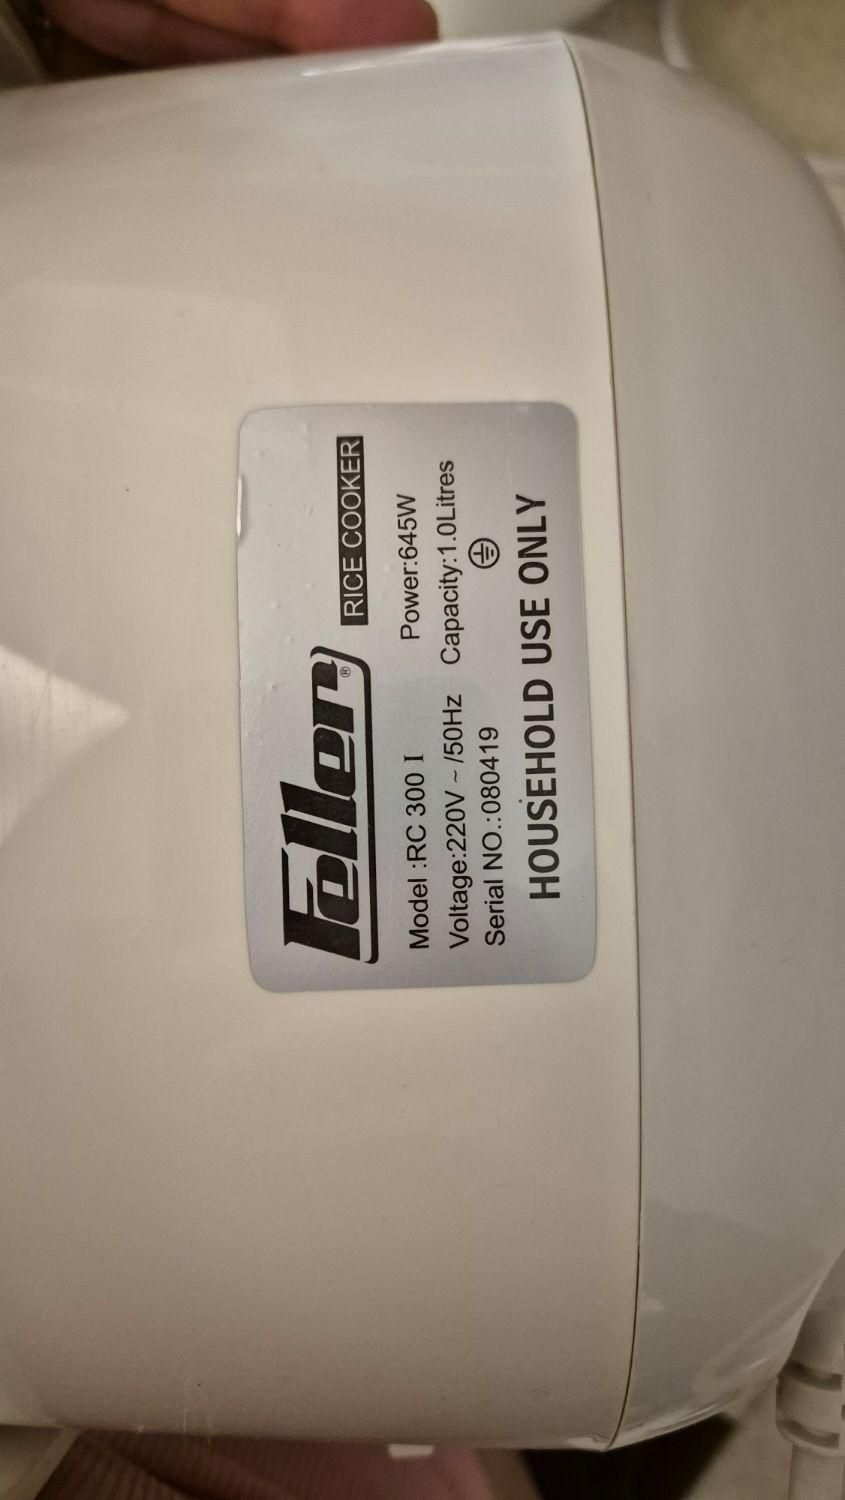 Feller®
RICE COOKER
Model :RC 300 I Power:645W
Voltage:220V ~ /50Hz Capacity:1.0Litres
Serial NO.:080419
HOUSEHOLD USE ONLY